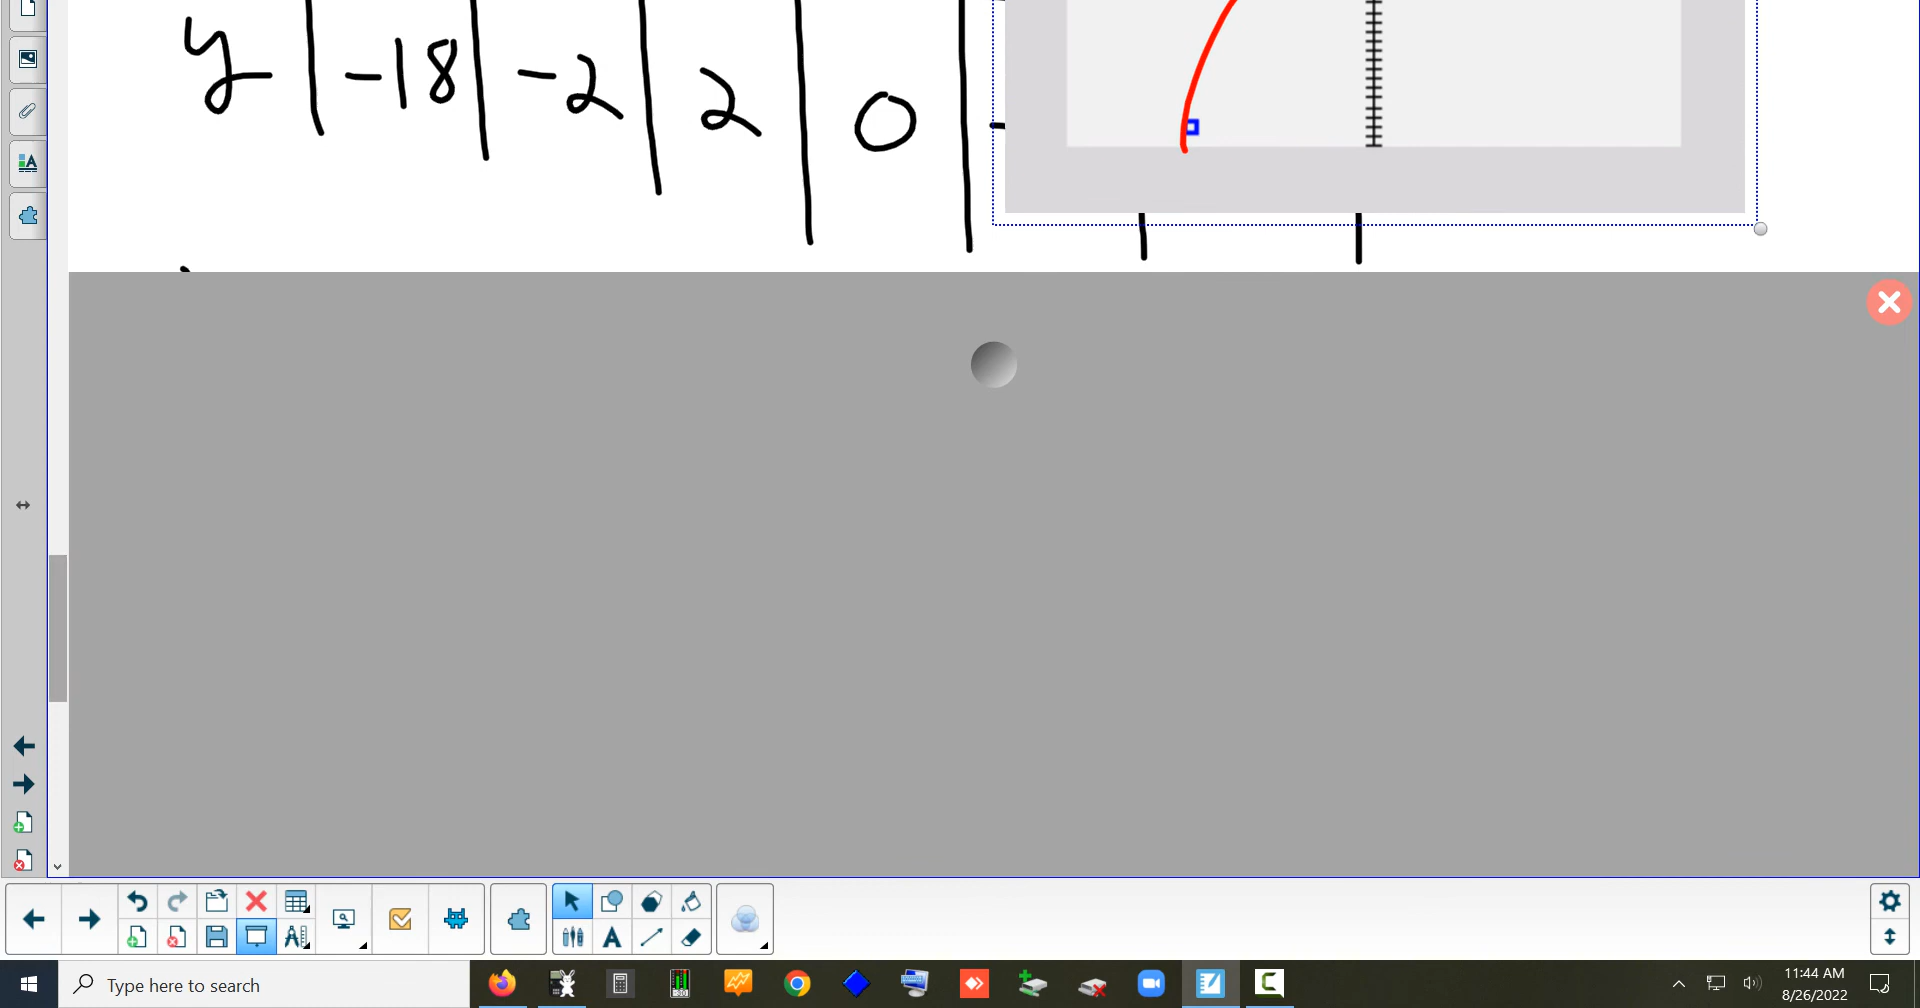 y | -18 | -2 | 2 | 0 | -
Type here to search
11:44 AM
8/26/2022